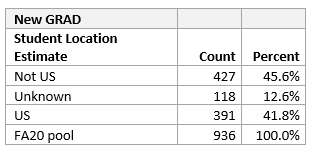 New GRAD
Student Location
Estimate Count Percent
Not US 427 45.6%
Unknown 118 12.6%
US 391 41.8%
FA20 pool 936 100.0%